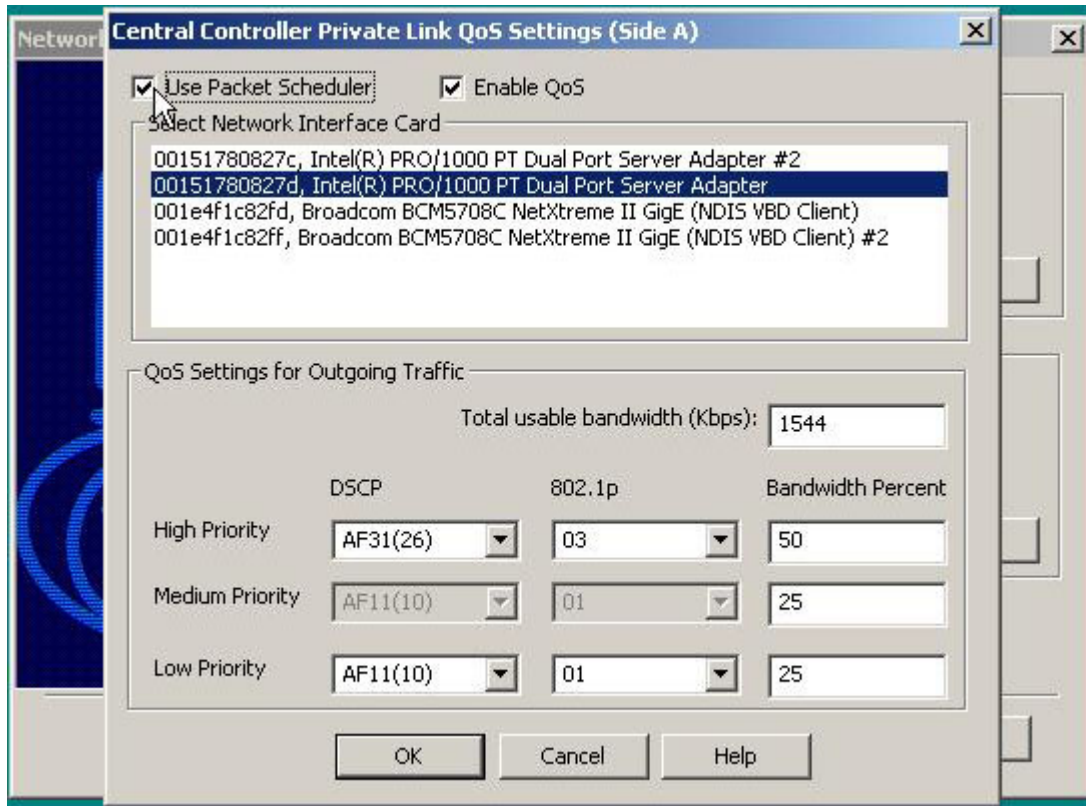 Networ
Central Controller Private Link QoS Settings (Side A)
Use Packet Scheduler Enable QoS
Select Network Interface Card
00151780827c, Intel(R) PRO/1000 PT Dual Port Server Adapter #2
00151780827d, Intel(R) PRO/1000 PT Dual Port Server Adapter
001e4f1c82fd, Broadcom BCM5708C NetXtreme II GigE (NDIS VBD Client)
001e4f1c82ff, Broadcom BCM5708C NetXtreme II GigE (NDIS VBD Client) #2
QoS Settings for Outgoing Traffic
Total usable bandwidth (Kbps): 1544
DSCP 802.1p Bandwidth Percent
High Priority AF31(26) 03 50
Medium Priority AF11(10) 01 25
Low Priority AF11(10) 01 25
OK Cancel Help